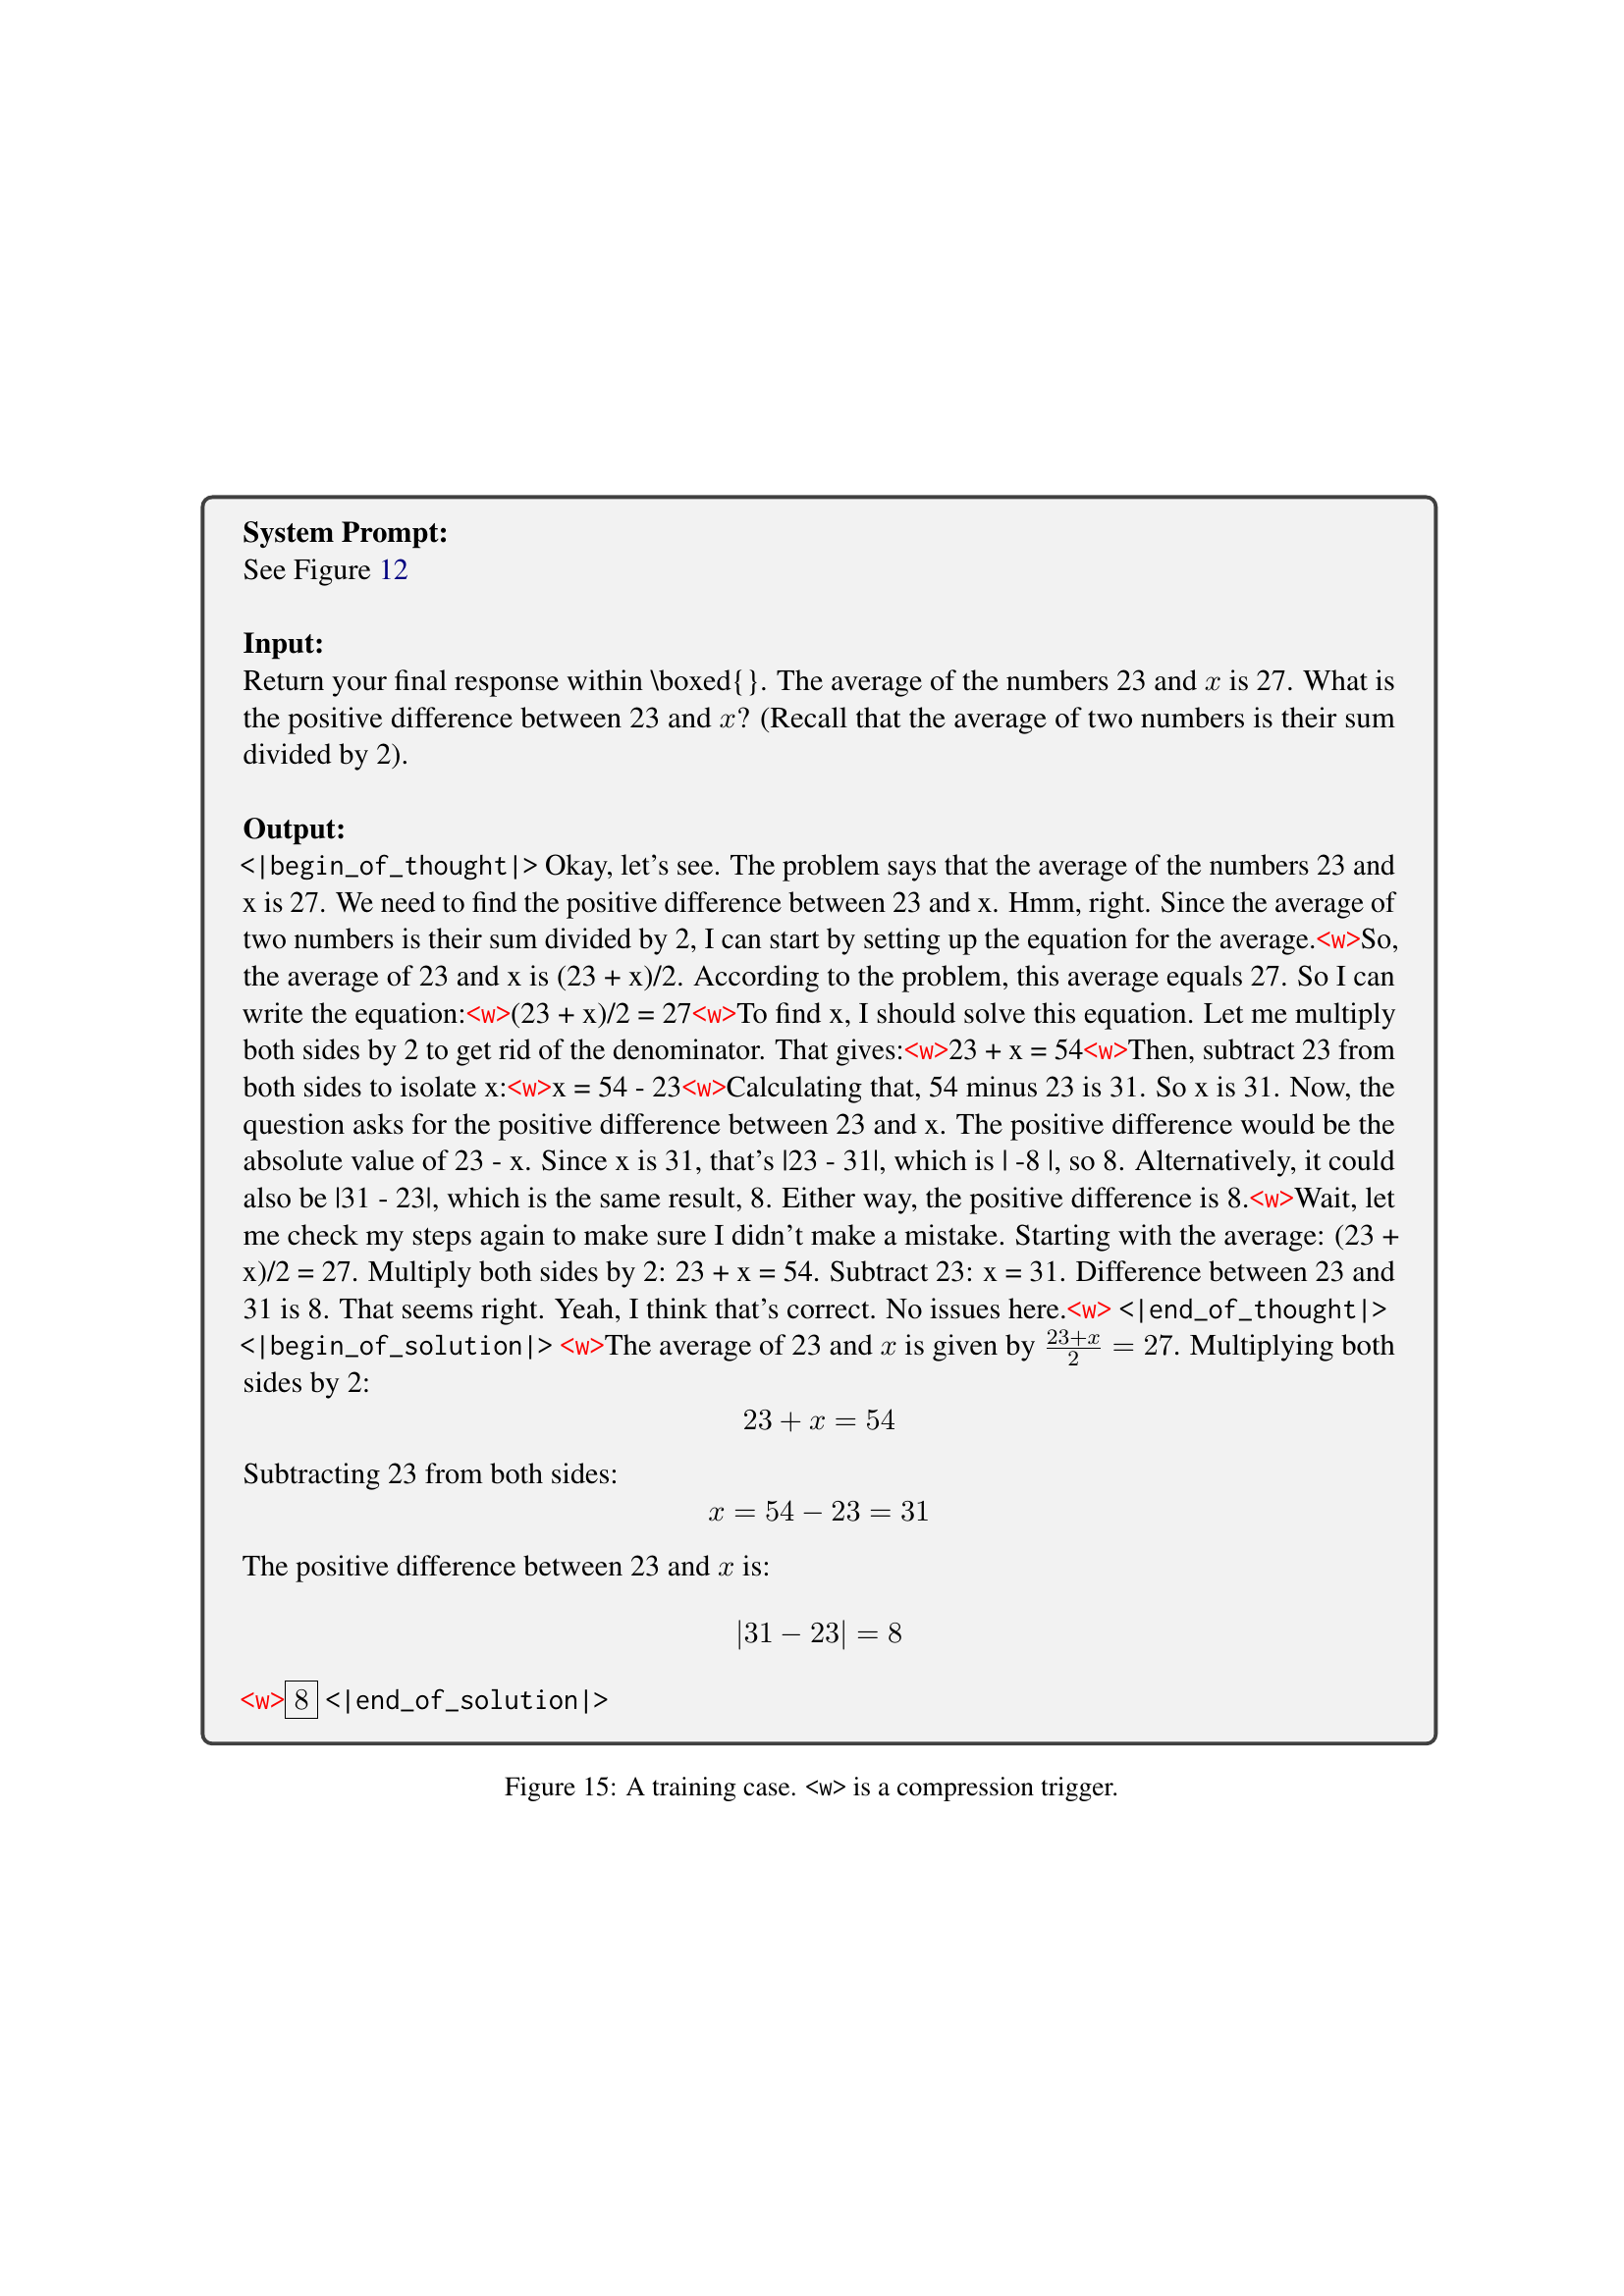 System Prompt:
See Figure 12
Input:
Return your final response within \boxed{}. The average of the numbers 23 and x is 27. What is
the positive difference between 23 and x? (Recall that the average of two numbers is their sum
divided by 2).
Output:
<|begin_of_thought|> Okay, let's see. The problem says that the average of the numbers 23 and
x is 27. We need to find the positive difference between 23 and x. Hmm, right. Since the average of
two numbers is their sum divided by 2, I can start by setting up the equation for the average.<w>So,
the average of 23 and x is (23 + x)/2. According to the problem, this average equals 27. So I can
write the equation:<w>(23 + x)/2 = 27<w>To find x, I should solve this equation. Let me multiply
both sides by 2 to get rid of the denominator. That gives:<w>23 + x = 54<w>Then, subtract 23 from
both sides to isolate x:<w>x = 54 - 23<w>Calculating that, 54 minus 23 is 31. So x is 31. Now, the
question asks for the positive difference between 23 and x. The positive difference would be the
absolute value of 23 - x. Since x is 31, that's |23 - 31|, which is | -8 |, so 8. Alternatively, it could
also be |31 - 23|, which is the same result, 8. Either way, the positive difference is 8.<w>Wait, let
me check my steps again to make sure I didn't make a mistake. Starting with the average: (23 +
x)/2 = 27. Multiply both sides by 2: 23 + x = 54. Subtract 23: x = 31. Difference between 23 and
31 is 8. That seems right. Yeah, I think that's correct. No issues here.<w> <|end_of_thought|>
<|begin_of_solution|> <w>The average of 23 and x is given by \frac{23+x}{2} = 27. Multiplying both
sides by 2:
23 + x = 54
Subtracting 23 from both sides:
x = 54 − 23 = 31
The positive difference between 23 and x is:
|31 − 23| = 8
<w>8 <|end_of_solution|>
Figure 15: A training case. <w> is a compression trigger.